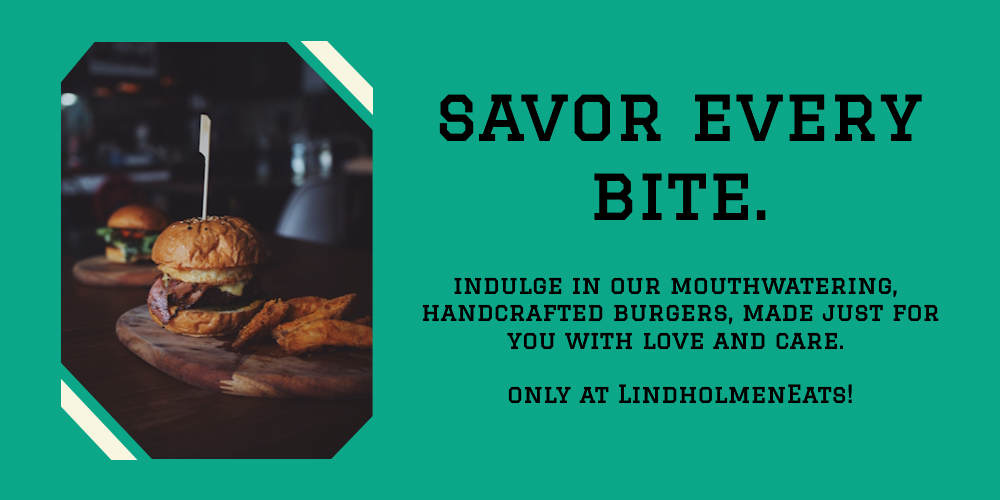 SAVOR EVERY
BITE.
INDULGE IN OUR MOUTHWATERING,
HANDCRAFTED BURGERS, MADE JUST FOR
YOU WITH LOVE AND CARE.
ONLY AT LINDHOLMENEATS!